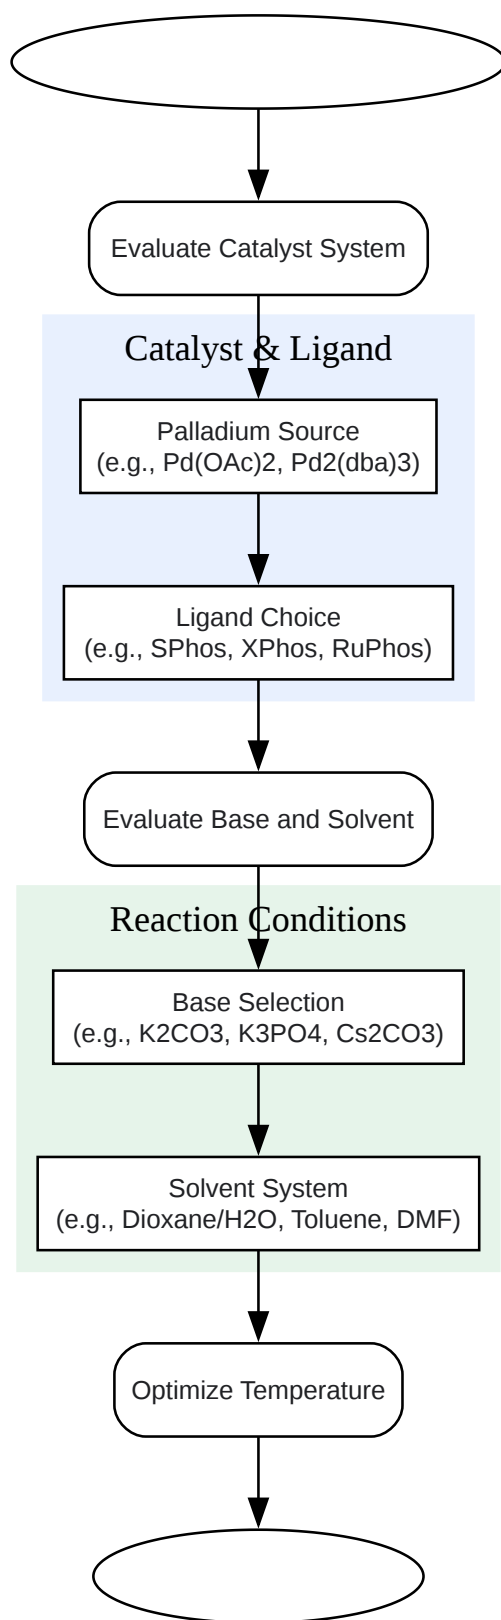 Evaluate Catalyst System
Catalyst & Ligand
Palladium Source
(e.g., Pd(OAc)2, Pd2(dba)3)
Ligand Choice
(e.g., SPhos, XPhos, RuPhos)
Evaluate Base and Solvent
Reaction Conditions
Base Selection
(e.g., K2CO3, K3PO4, Cs2CO3)
Solvent System
(e.g., Dioxane/H2O, Toluene, DMF)
Optimize Temperature